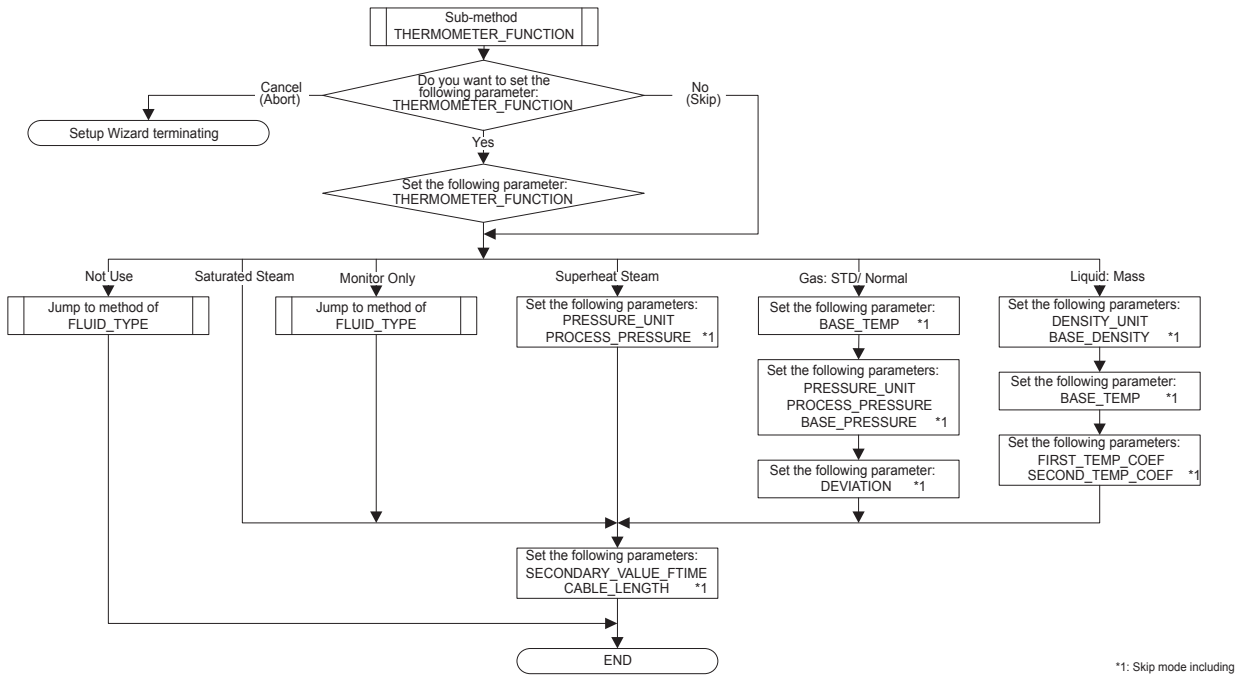 Sub-method
THERMOMETER_FUNCTION
Do you want to set the
following parameter:
THERMOMETER_FUNCTION
Cancel
(Abort)
No
(Skip)
Setup Wizard terminating
Yes
Set the following parameter:
THERMOMETER_FUNCTION
Not Use
Saturated Steam
Monitor Only
Superheat Steam
Gas: STD/ Normal
Liquid: Mass
Jump to method of
FLUID_TYPE
Jump to method of
FLUID_TYPE
Set the following parameters:
PRESSURE_UNIT
PROCESS_PRESSURE *1
Set the following parameter:
BASE_TEMP *1
Set the following parameters:
PRESSURE_UNIT
PROCESS_PRESSURE
BASE_PRESSURE *1
Set the following parameter:
DEVIATION *1
Set the following parameters:
DENSITY_UNIT
BASE_DENSITY *1
Set the following parameter:
BASE_TEMP *1
Set the following parameters:
FIRST_TEMP_COEF
SECOND_TEMP_COEF *1
Set the following parameters:
SECONDARY_VALUE_FTIME
CABLE_LENGTH *1
END
*1: Skip mode including